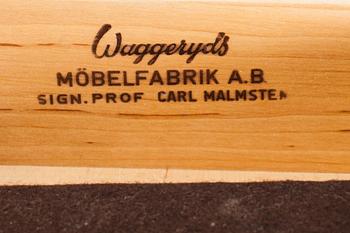 Waggeryds
MÖBELFABRIK A.B.
SIGN. PROF CARL MALMSTEN